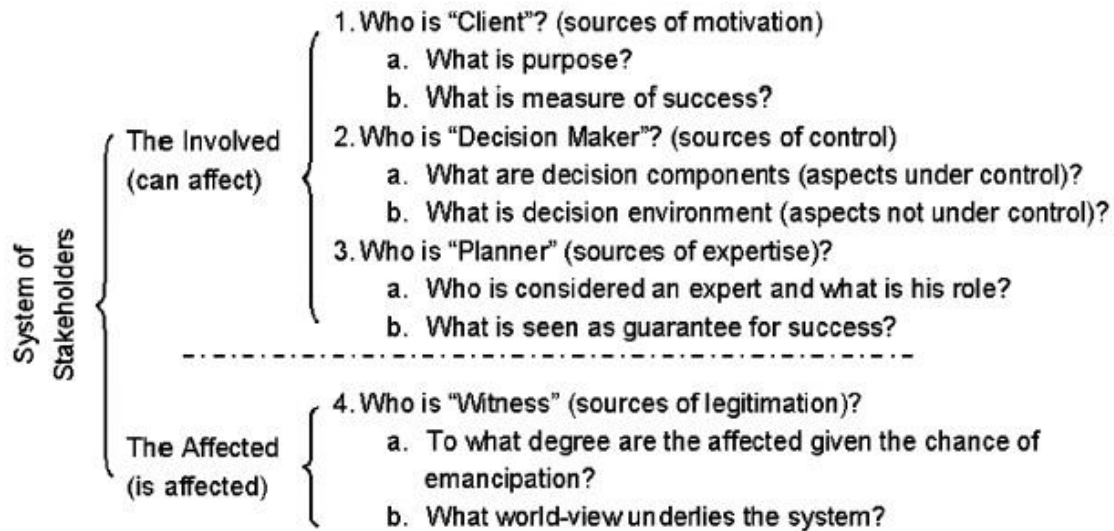 System of
Stakeholders
The Involved
(can affect)
1. Who is “Client”? (sources of motivation)
a. What is purpose?
b. What is measure of success?
2. Who is “Decision Maker”? (sources of control)
a. What are decision components (aspects under control)?
b. What is decision environment (aspects not under control)?
3. Who is “Planner” (sources of expertise)?
a. Who is considered an expert and what is his role?
b. What is seen as guarantee for success?
The Affected
(is affected)
4. Who is “Witness” (sources of legitimation)?
a. To what degree are the affected given the chance of
emancipation?
b. What world-view underlies the system?